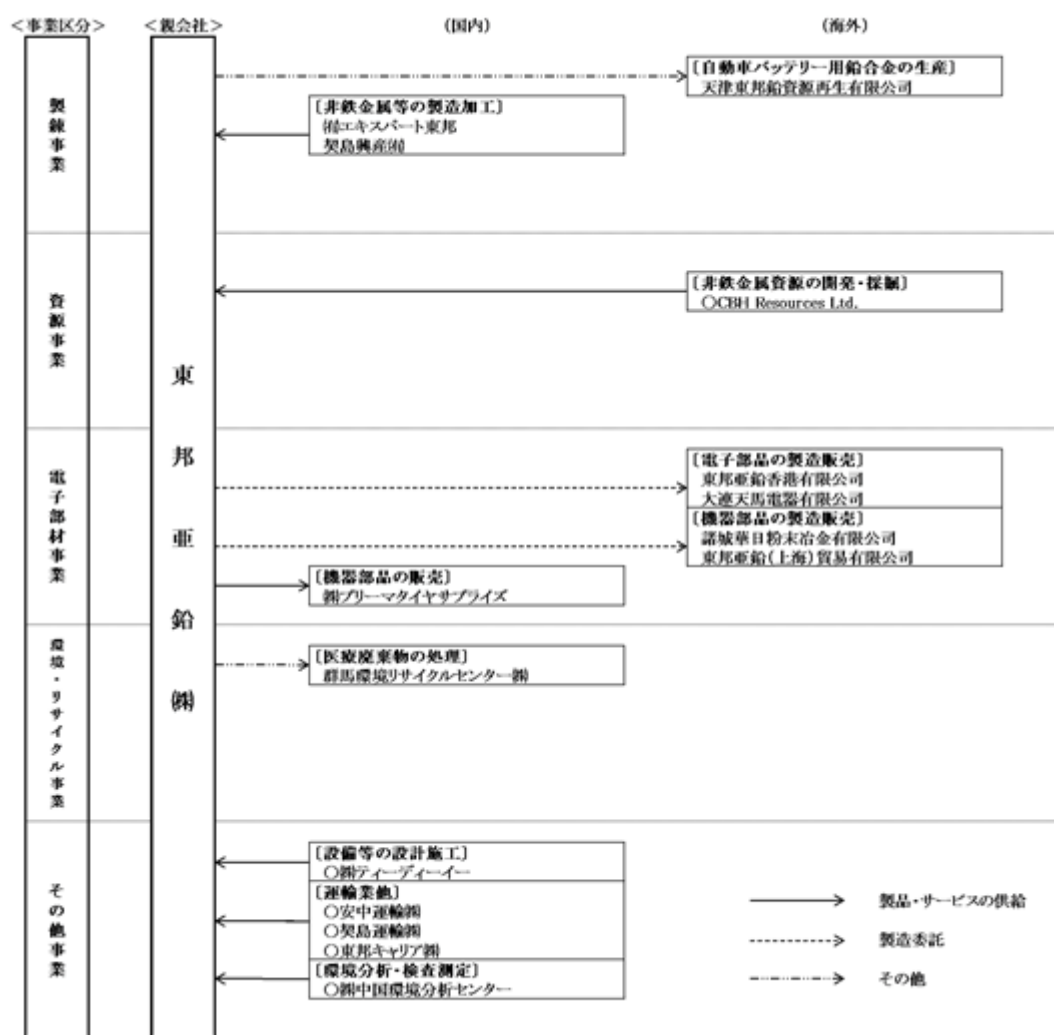 ＜事業区分＞
＜親会社＞
(国内)
(海外)
製錬事業
資源事業
電子部材事業
環境・リサイクル事業
その他事業
東邦亜鉛㈱
〔自動車バッテリー用鉛合金の生産〕
天津東邦鉛資源再生有限公司
〔非鉄金属等の製造加工〕
㈲エキスパート東邦
契島興産㈲
〔非鉄金属資源の開発・採掘〕
○CBH Resources Ltd.
〔電子部品の製造販売〕
東邦亜鉛香港有限公司
大連天馬電器有限公司
〔機器部品の製造販売〕
諸城華日粉末冶金有限公司
東邦亜鉛(上海)貿易有限公司
〔機器部品の販売〕
㈱プリーマタイヤサプライズ
〔医療廃棄物の処理〕
群馬環境リサイクルセンター㈱
〔設備等の設計施工〕
○㈱ティーディーイー
〔運輸業他〕
○安中運輸㈱
○契島運輸㈱
○東邦キャリア㈱
〔環境分析・検査測定〕
○㈱中国環境分析センター
製品・サービスの供給
製造委託
その他